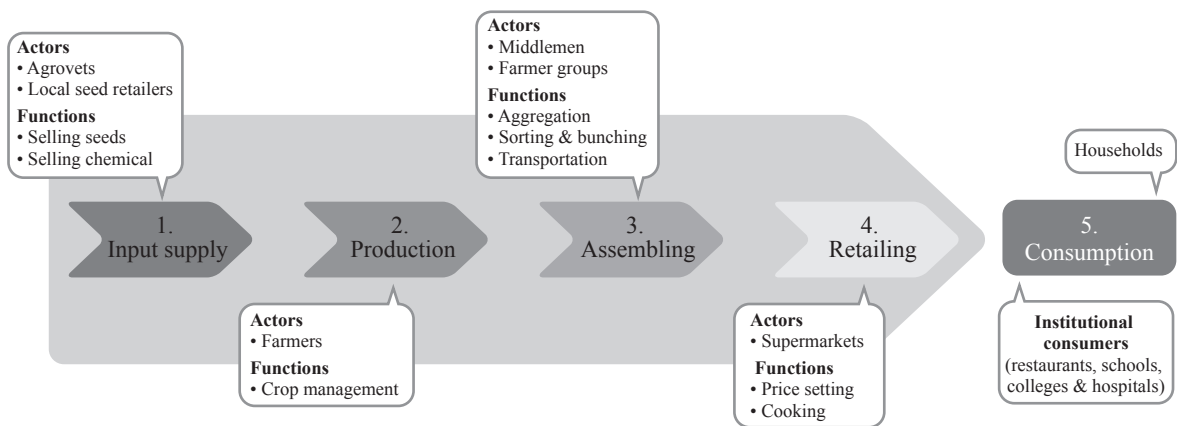 Actors
• Agrovets
• Local seed retailers
Functions
• Selling seeds
• Selling chemical
1.
Input supply
2.
Production
Actors
• Farmers
Functions
• Crop management
Actors
• Middlemen
• Farmer groups
Functions
• Aggregation
• Sorting & bunching
• Transportation
3.
Assembling
4.
Retailing
Actors
• Supermarkets
Functions
• Price setting
• Cooking
Households
5.
Consumption
Institutional
consumers
(restaurants, schools,
colleges & hospitals)